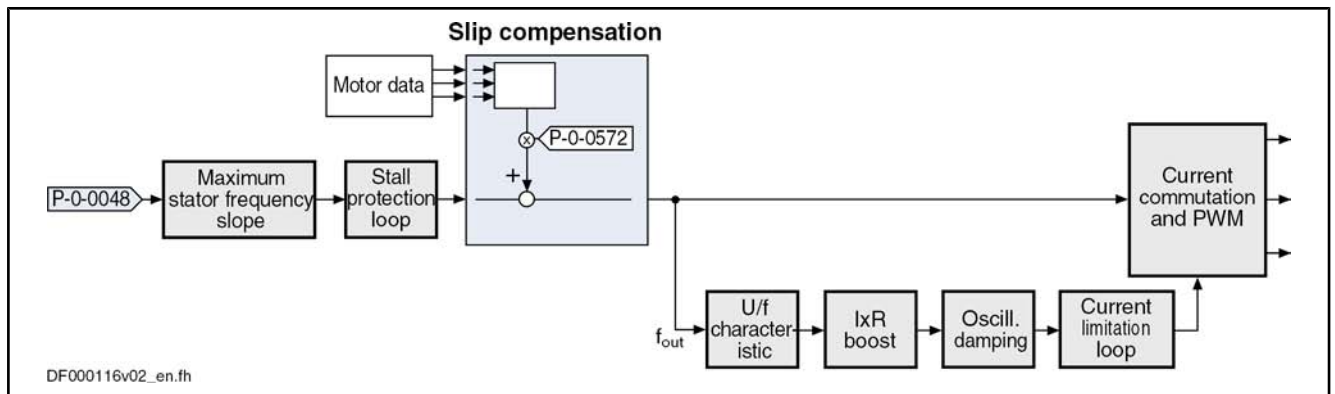 Slip compensation
Motor data
x
P-0-0572
+
P-0-0048
Maximum
stator frequency
slope
Stall
protection
loop
Current
commutation
and PWM
fout
U/f
character-
istic
IxR
boost
Oscill.
damping
Current
limitation
loop
DF000116v02_en.fh